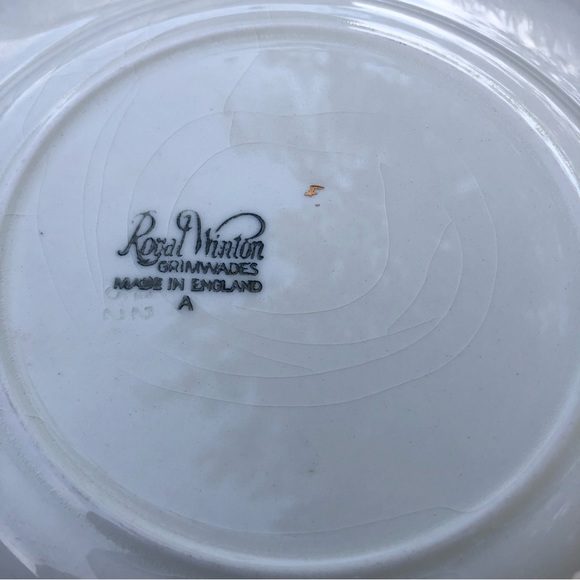 Royal Winton
GRIMWADES
MADE IN ENGLAND
A